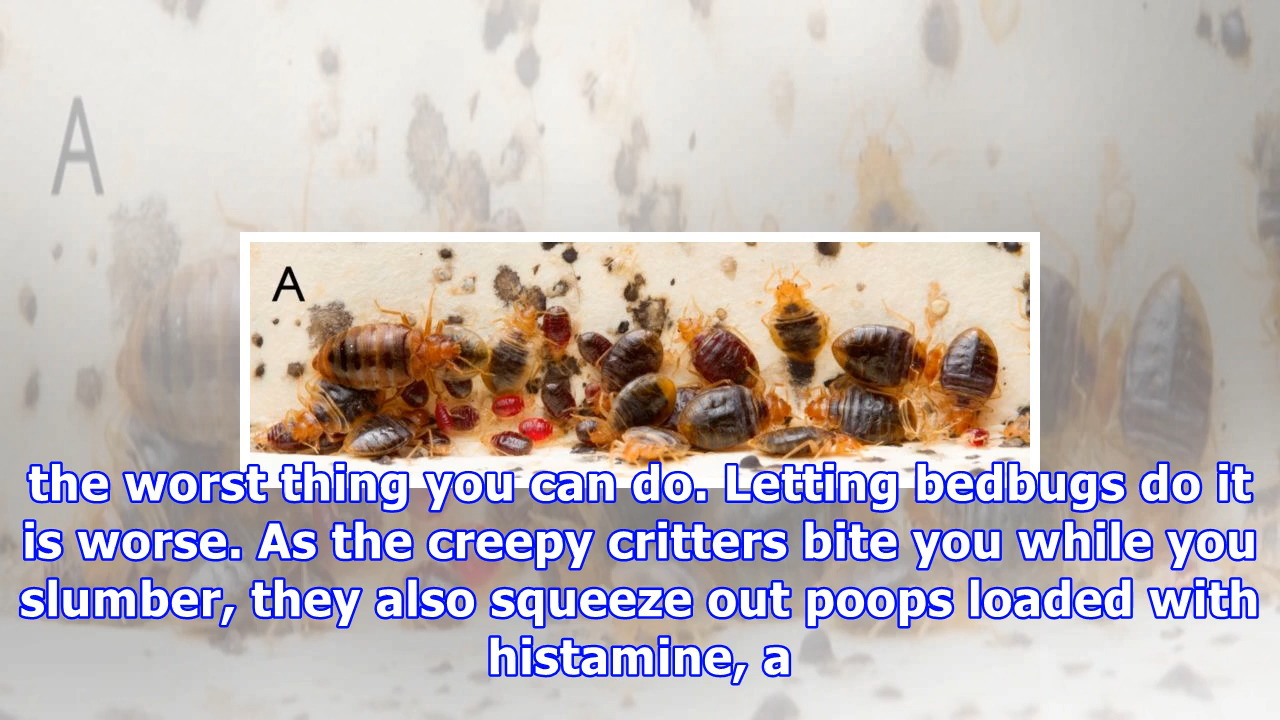 A
A
the worst thing you can do. Letting bedbugs do it
is worse. As the creepy critters bite you while you
slumber, they also squeeze out poops loaded with
histamine, a